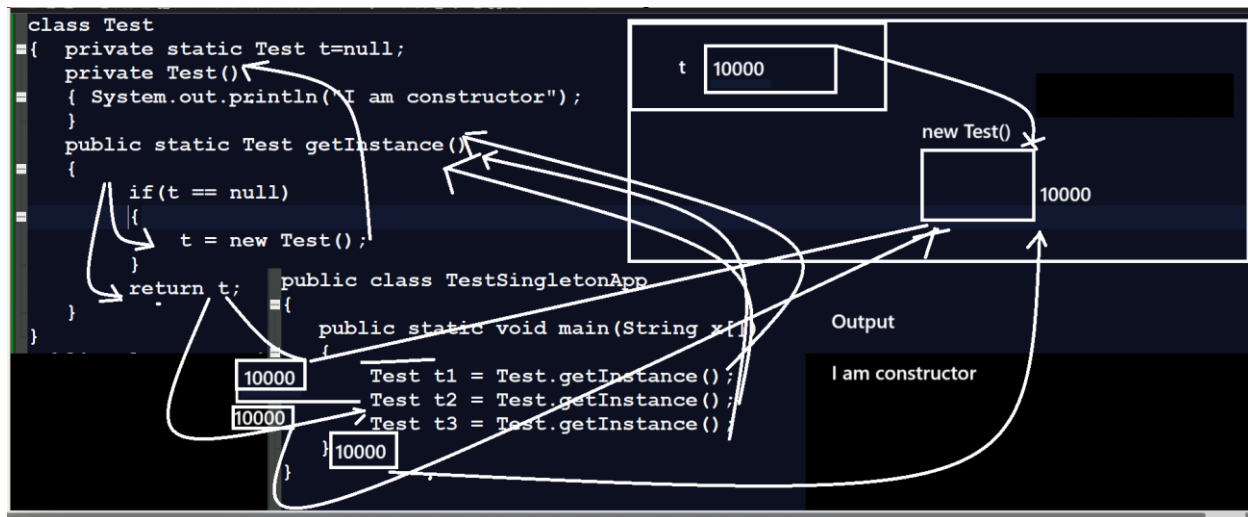 class Test
{ private static Test t=null;
private Test()
{ System.out.println("I am constructor");
}
public static Test getInstance()
{
if(t == null)
{
t = new Test();
}
return t;
}
}
public class TestSingletonApp
{
public static void main(String x[])
{
Test t1 = Test.getInstance();
Test t2 = Test.getInstance();
Test t3 = Test.getInstance();
}
}
10000
10000
10000
t 10000
new Test()
10000
Output
I am constructor